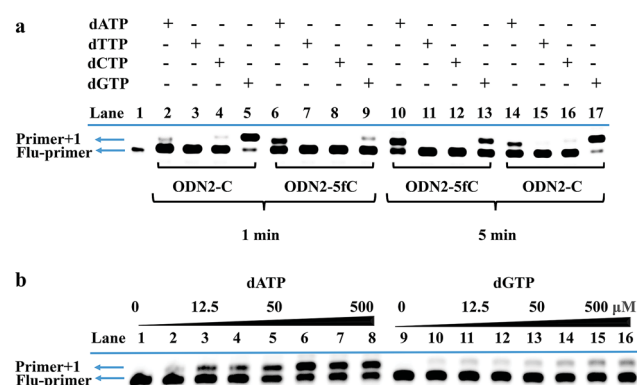 a
dATP + - - - + - - - + - - - + - - -
dTTP - + - - - + - - - + - - - + - -
dCTP - - + - - - + - - - + - - - + -
dGTP - - - + - - - + - - - + - - - +
Lane 1 2 3 4 5 6 7 8 9 10 11 12 13 14 15 16 17
Primer+1
Flu-primer
ODN2-C ODN2-5fC ODN2-5fC ODN2-C
1 min 5 min
b
dATP dGTP
0 12.5 50 500 0 12.5 50 500 μM
Lane 1 2 3 4 5 6 7 8 9 10 11 12 13 14 15 16
Primer+1
Flu-primer